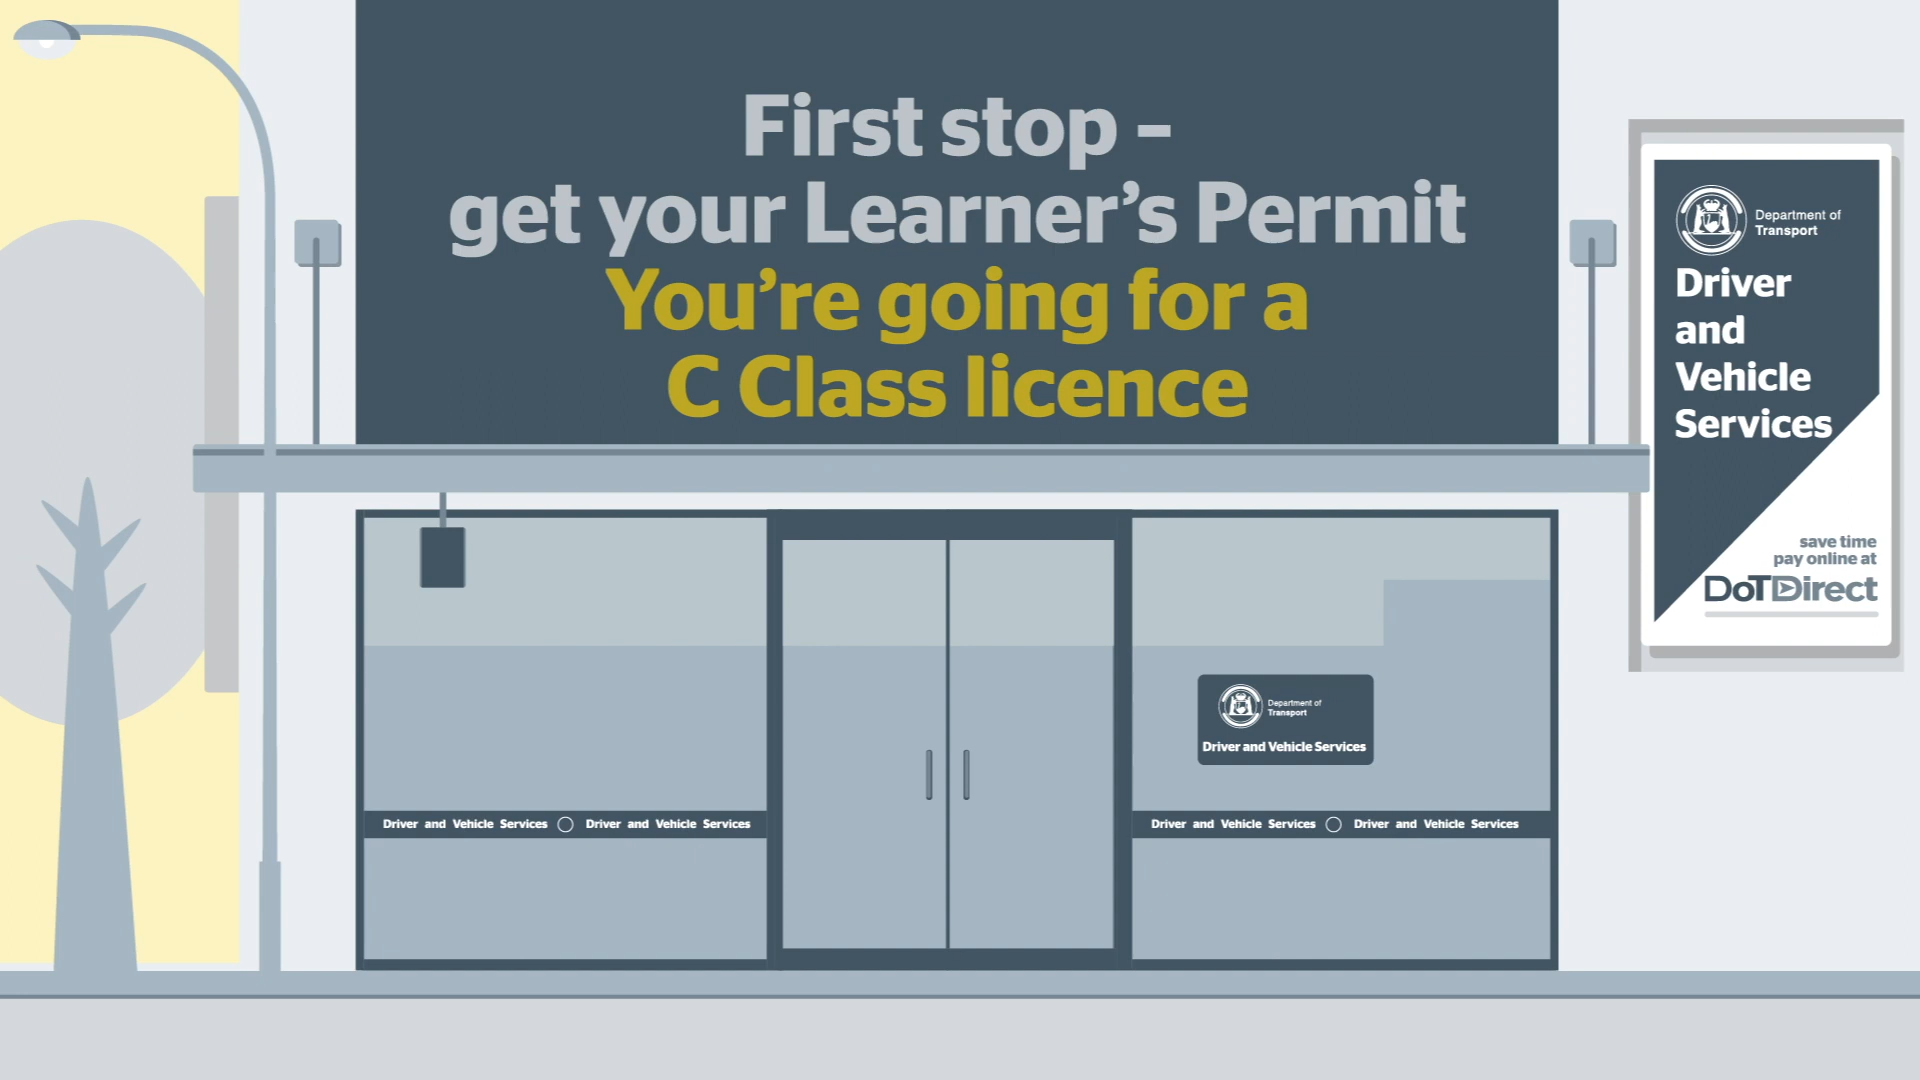 First stop –
get your Learner’s Permit
You’re going for a
C Class licence
Department of
Transport
Driver
and
Vehicle
Services
save time
pay online at
DoTDirect
Department of
Transport
Driver and Vehicle Services
Driver and Vehicle Services Driver and Vehicle Services
Driver and Vehicle Services Driver and Vehicle Services